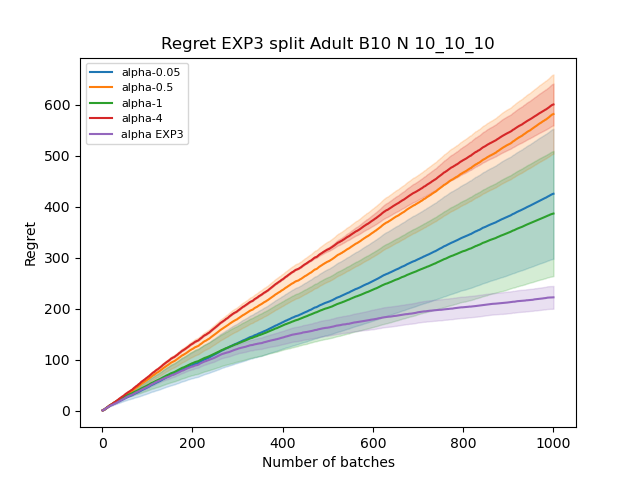 Regret EXP3 split Adult B10 N 10_10_10
alpha-0.05
alpha-0.5
alpha-1
alpha-4
alpha EXP3
Regret
600
500
400
300
200
100
0
0 200 400 600 800 1000
Number of batches